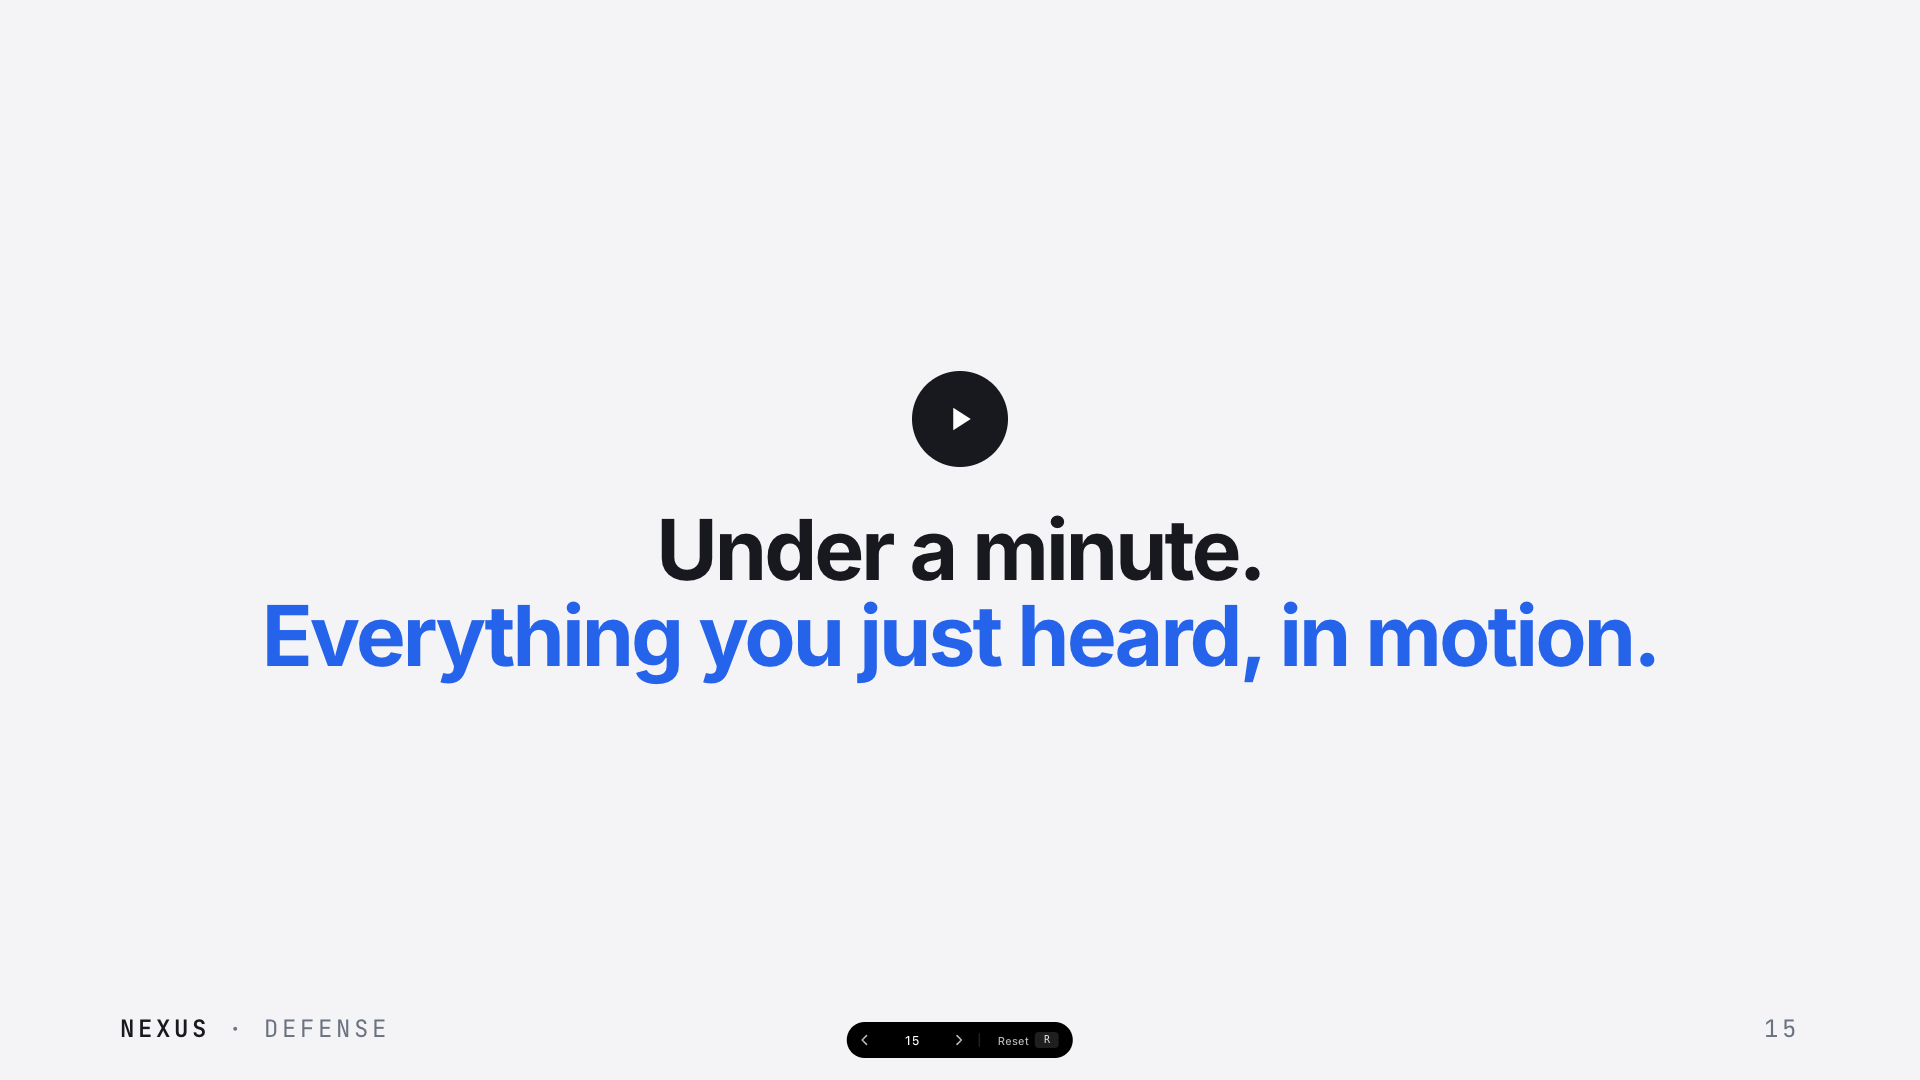 Under a minute.
Everything you just heard, in motion.
NEXUS · DEFENSE
15 Reset R
15